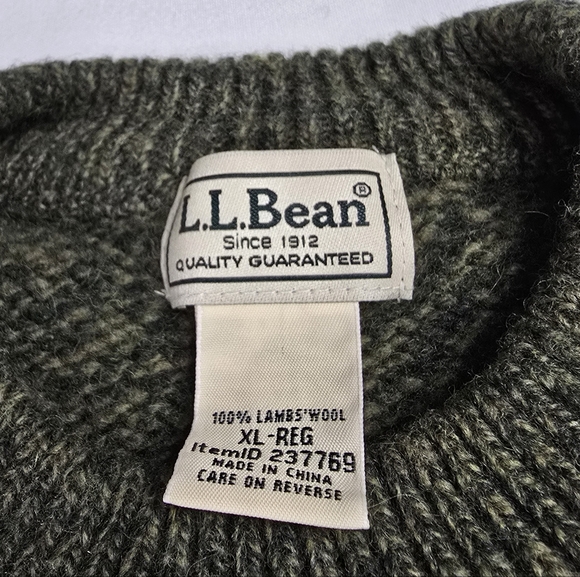 L.L.Bean®
Since 1912
QUALITY GUARANTEED
100% LAMBS'WOOL
XL-REG
ItemID 237769
MADE IN CHINA
CARE ON REVERSE